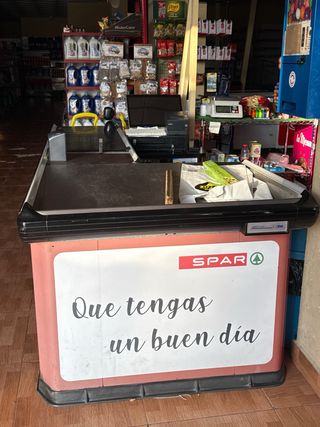 SPAR
Que tengas
un buen día